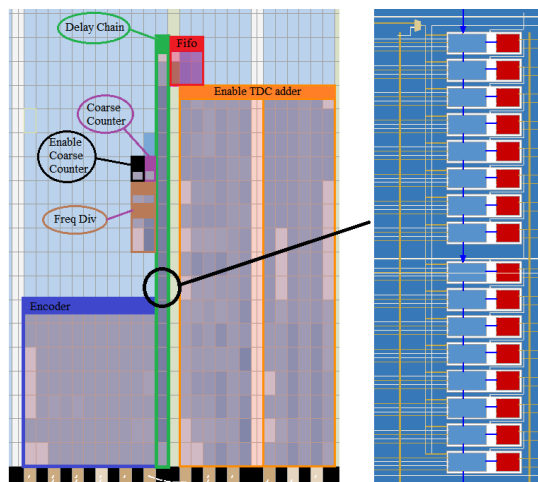 Delay Chain
Fifo
Enable TDC adder
Coarse
Counter
Enable
Coarse
Counter
Freq Div
Encoder